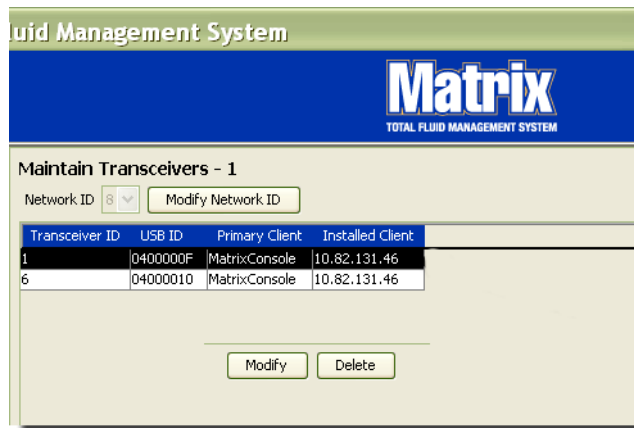 luid Management System
Matrix
TOTAL FLUID MANAGEMENT SYSTEM
Maintain Transceivers - 1
Network ID 8 Modify Network ID
Transceiver ID USB ID Primary Client Installed Client
1 0400000F MatrixConsole 10.82.131.46
6 04000010 MatrixConsole 10.82.131.46
Modify Delete